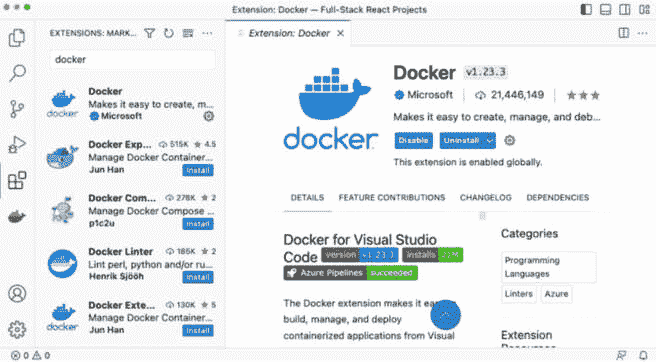 Extension: Docker — Full-Stack React Projects
EXTENSIONS: MARK...
docker
Docker
Makes it easy to create, m...
Microsoft
Docker Exp... 515K 4.5
Manage Docker Container...
Jun Han Install
Docker Com... 276K 2
Manage Docker Compose ...
p1c2u Install
Docker Linter 185K 2
Lint perl, python and/or ru...
Henrik Sjööh Install
Docker Exte... 130K 5
Manage Docker Container...
Jun Han Install
Extension: Docker
docker
Docker v1.23.3
Microsoft 21,446,149
Makes it easy to create, manage, and deb...
Disable Uninstall
This extension is enabled globally.
DETAILS FEATURE CONTRIBUTIONS CHANGELOG DEPENDENCIES
Docker for Visual Studio
Code version v1.23.3 installs 21M
Azure Pipelines succeeded
The Docker extension makes it
build, manage, and deploy
containerized applications from Visual
Categories
Programming
Languages
Linters Azure
Extension
0 0